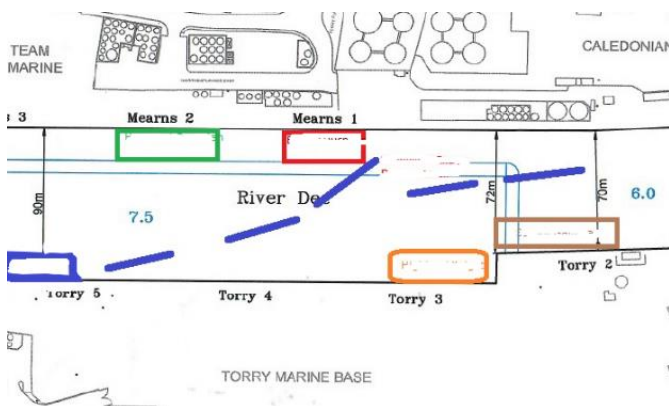 TEAM
MARINE
CALEDONIAN
s 3
Mearns 2
Mearns 1
90m
72m
70m
River Dee
7.5
6.0
Torry 2
Torry 5
Torry 4
Torry 3
TORRY MARINE BASE